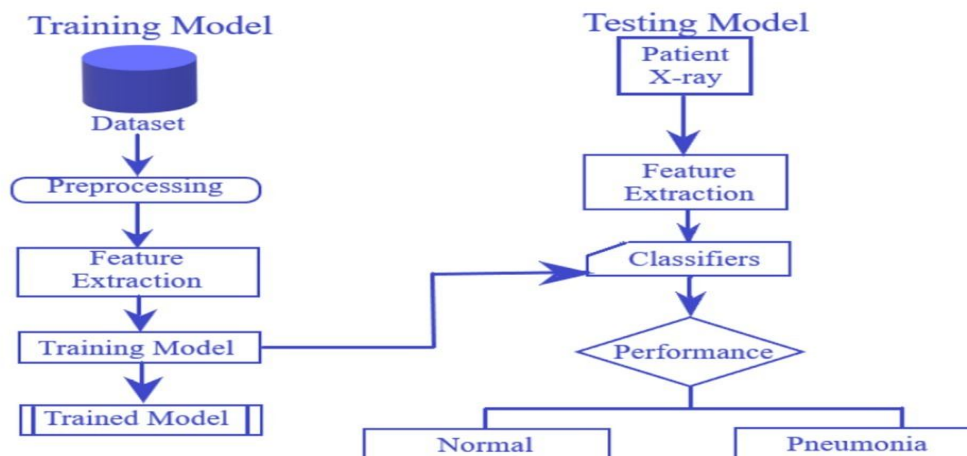 Training Model
Dataset
Preprocessing
Feature
Extraction
Training Model
Trained Model
Testing Model
Patient
X-ray
Feature
Extraction
Classifiers
Performance
Normal
Pneumonia